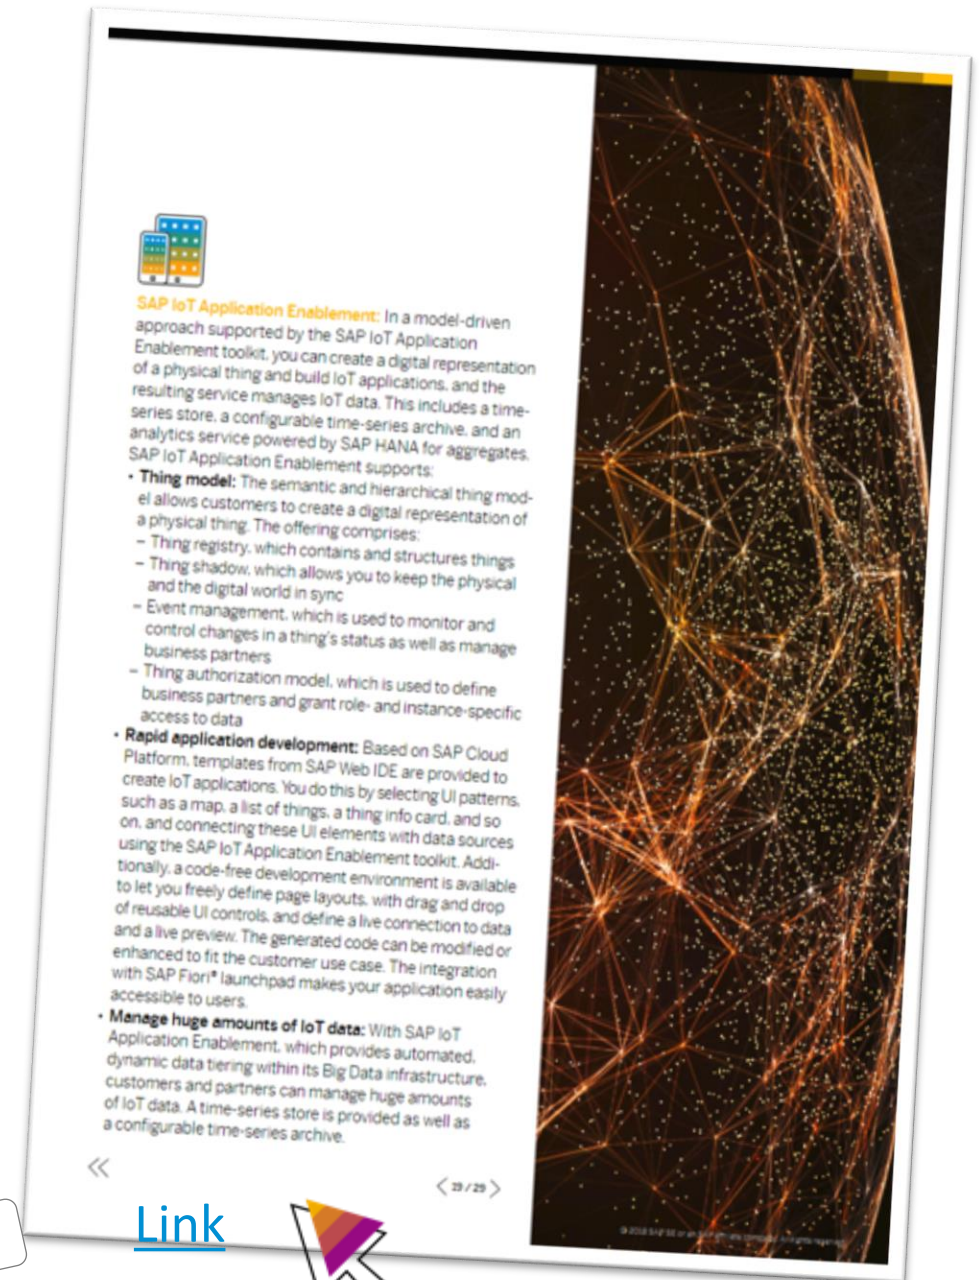 SAP IoT Application Enablement: In a model-driven
approach supported by the SAP IoT Application
Enablement toolkit, you can create a digital representation
of a physical thing and build IoT applications, and the
resulting service manages IoT data. This includes a time-
series store, a configurable time-series archive, and an
analytics service powered by SAP HANA for aggregates.
SAP IoT Application Enablement supports:
• Thing model: The semantic and hierarchical thing mod-
el allows customers to create a digital representation of
a physical thing. The offering comprises:
– Thing registry, which contains and structures things
– Thing shadow, which allows you to keep the physical
and the digital world in sync
– Event management, which is used to monitor and
control changes in a thing's status as well as manage
business partners
– Thing authorization model, which is used to define
business partners and grant role- and instance-specific
access to data
• Rapid application development: Based on SAP Cloud
Platform, templates from SAP Web IDE are provided to
create IoT applications. You do this by selecting UI patterns,
such as a map, a list of things, a thing info card, and so
on, and connecting these UI elements with data sources
using the SAP IoT Application Enablement toolkit. Addi-
tionally, a code-free development environment is available
to let you freely define page layouts, with drag and drop
of reusable UI controls, and define a live connection to data
and a live preview. The generated code can be modified or
enhanced to fit the customer use case. The integration
with SAP Fiori® launchpad makes your application easily
accessible to users.
• Manage huge amounts of IoT data: With SAP IoT
Application Enablement, which provides automated,
dynamic data tiering within its Big Data infrastructure,
customers and partners can manage huge amounts
of IoT data. A time-series store is provided as well as
a configurable time-series archive.
/ 29
Link